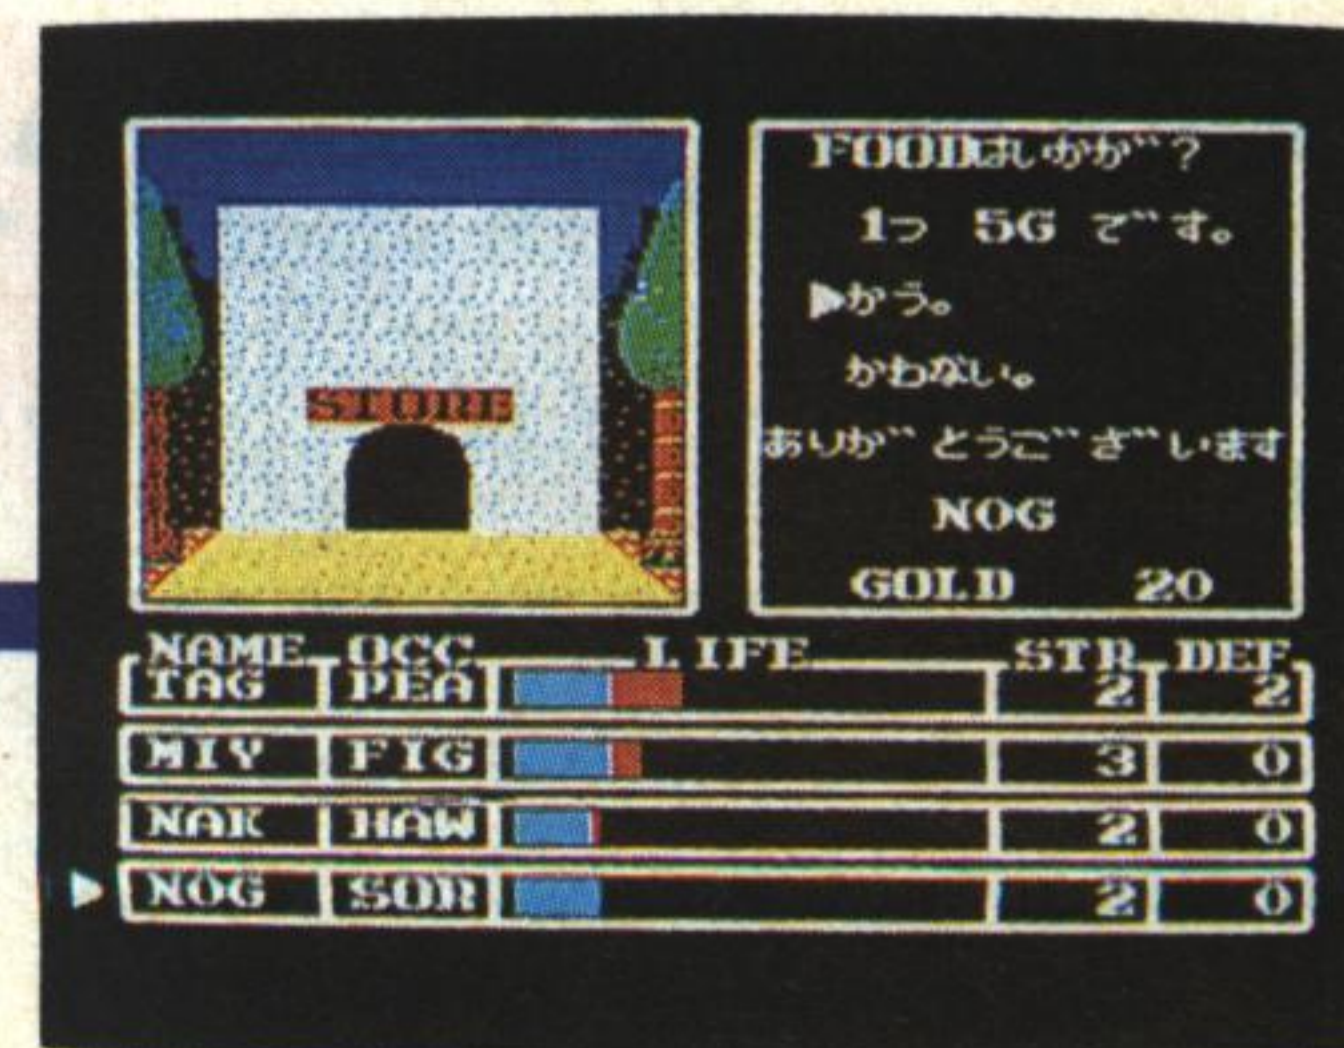 STORE
FOODはいかが?
1つ 5G です。
▶かう。
かわない。
ありがとうございます
NOG
GOLD 20
NAME OCC LIFE STR DEF
TAG PEA 2 2
MIY FIG 3 0
NAK HAW 2 0
▶NOG SOR 2 0